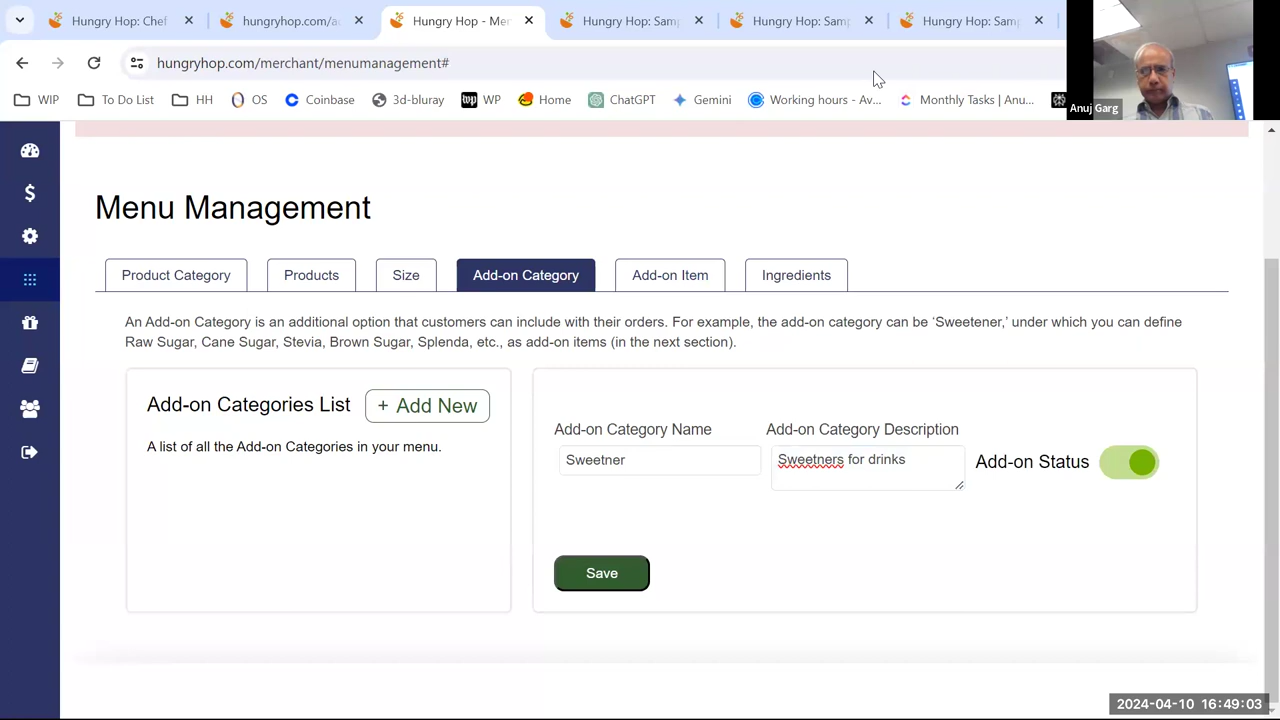 Hungry Hop: Chef
hungryhop.com/a
Hungry Hop - Mer
Hungry Hop: Samp
Hungry Hop: Samp
Hungry Hop: Samp
hungryhop.com/merchant/menumanagement#
WIP
To Do List
HH
OS
Coinbase
3d-bluray
WP
Home
ChatGPT
Gemini
Working hours - Av...
Monthly Tasks | Anu...
Anuj Garg
Menu Management
Product Category
Products
Size
Add-on Category
Add-on Item
Ingredients
An Add-on Category is an additional option that customers can include with their orders. For example, the add-on category can be ‘Sweetener,’ under which you can define
Raw Sugar, Cane Sugar, Stevia, Brown Sugar, Splenda, etc., as add-on items (in the next section).
Add-on Categories List
+ Add New
A list of all the Add-on Categories in your menu.
Add-on Category Name
Add-on Category Description
Sweetner
Sweetners for drinks
Add-on Status
Save
2024-04-10 16:49:03